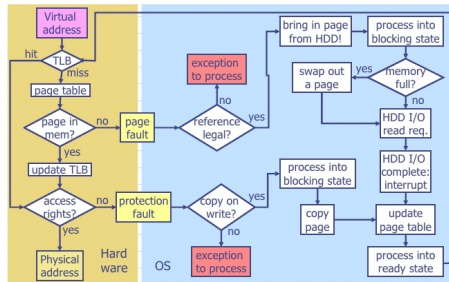 Virtual
address
hit
TLB
miss
page table
page in
mem?
no
page
fault
yes
update TLB
access
rights?
no
protection
fault
yes
Physical
address
Hard
ware
OS
exception
to process
no
reference
legal?
yes
bring in page
from HDD!
process into
blocking state
swap out
a page
yes
memory
full?
no
HDD I/O
read req.
HDD I/O
complete:
interrupt
copy on
write?
yes
no
exception
to process
process into
blocking state
copy
page
update
page table
process into
ready state